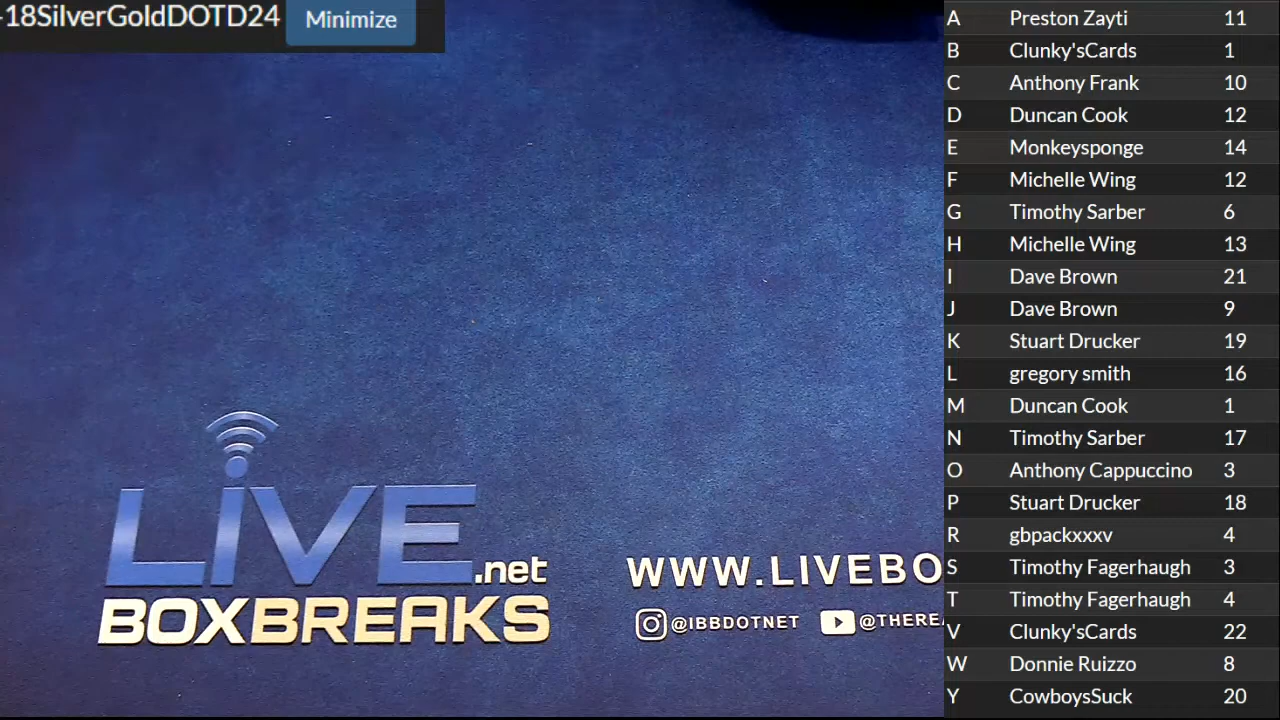 -18SilverGoldDOTD24 Minimize
A Preston Zayti 11
B Clunky'sCards 1
C Anthony Frank 10
D Duncan Cook 12
E Monkeysponge 14
F Michelle Wing 12
G Timothy Sarber 6
H Michelle Wing 13
I Dave Brown 21
J Dave Brown 9
K Stuart Drucker 19
L gregory smith 16
M Duncan Cook 1
N Timothy Sarber 17
O Anthony Cappuccino 3
P Stuart Drucker 18
R gbpackxxxv 4
S Timothy Fagerhaugh 3
T Timothy Fagerhaugh 4
V Clunky'sCards 22
W Donnie Ruizzo 8
Y CowboysSuck 20
LIVE.net
BOXBREAKS
WWW.LIVEBO
@IBBDOTNET @THEREA